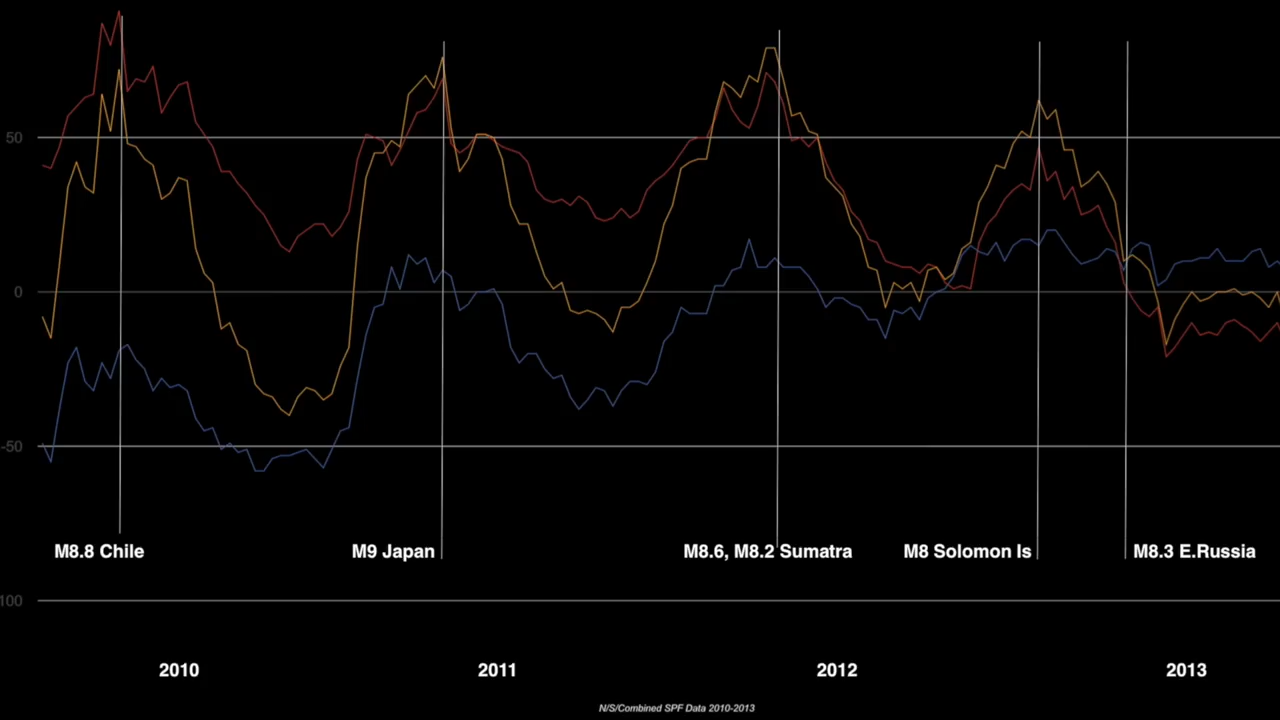 50
0
-50
100
M8.8 Chile
M9 Japan
M8.6, M8.2 Sumatra
M8 Solomon Is
M8.3 E.Russia
2010
2011
2012
2013
N/S/Combined SPF Data 2010-2013